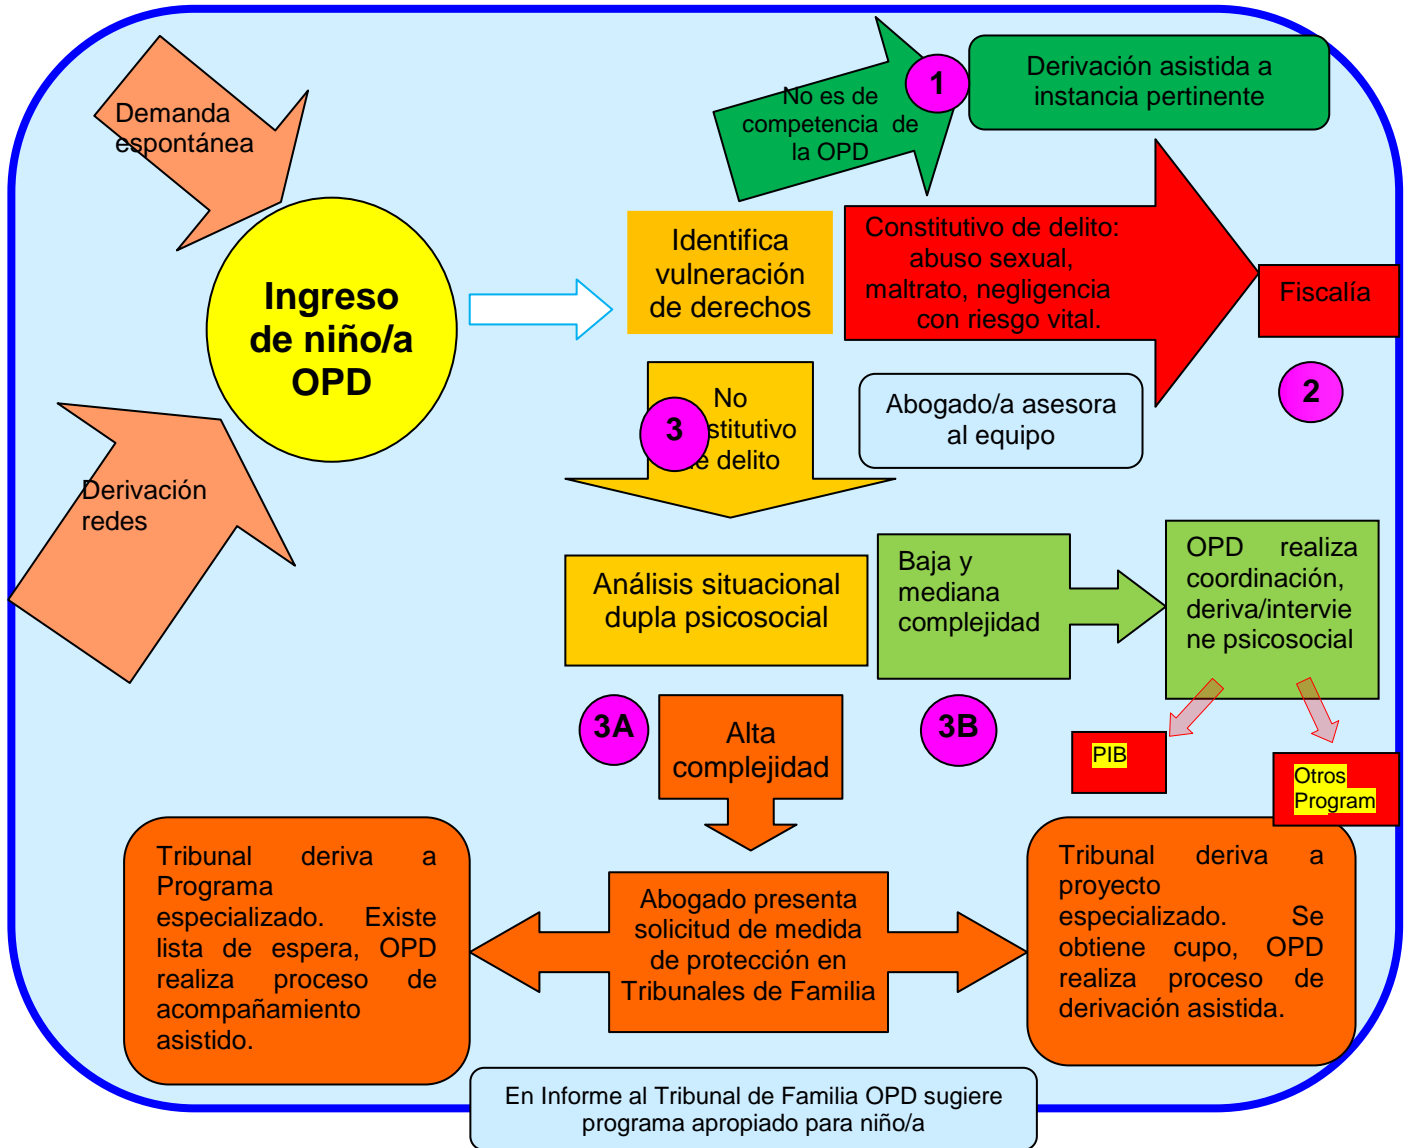 Demanda
espontánea
Ingreso
de niño/a
OPD
Derivación
redes
No es de
competencia de
la OPD
1
Derivación asistida a
instancia pertinente
Identifica
vulneración
de derechos
Constitutivo de delito:
abuso sexual,
maltrato, negligencia
con riesgo vital.
Fiscalía
2
Abogado/a asesora
al equipo
No
3
stitutivo
delito
Análisis situacional
dupla psicosocial
Baja y
mediana
complejidad
OPD realiza
coordinación,
deriva/intervie
ne psicosocial
3A
Alta
complejidad
3B
PIB
Otros
Program
Tribunal deriva a
Programa
especializado. Existe
lista de espera, OPD
realiza proceso de
acompañamiento
asistido.
Abogado presenta
solicitud de medida
de protección en
Tribunales de Familia
Tribunal deriva a
proyecto
especializado. Se
obtiene cupo, OPD
realiza proceso de
derivación asistida.
En Informe al Tribunal de Familia OPD sugiere
programa apropiado para niño/a